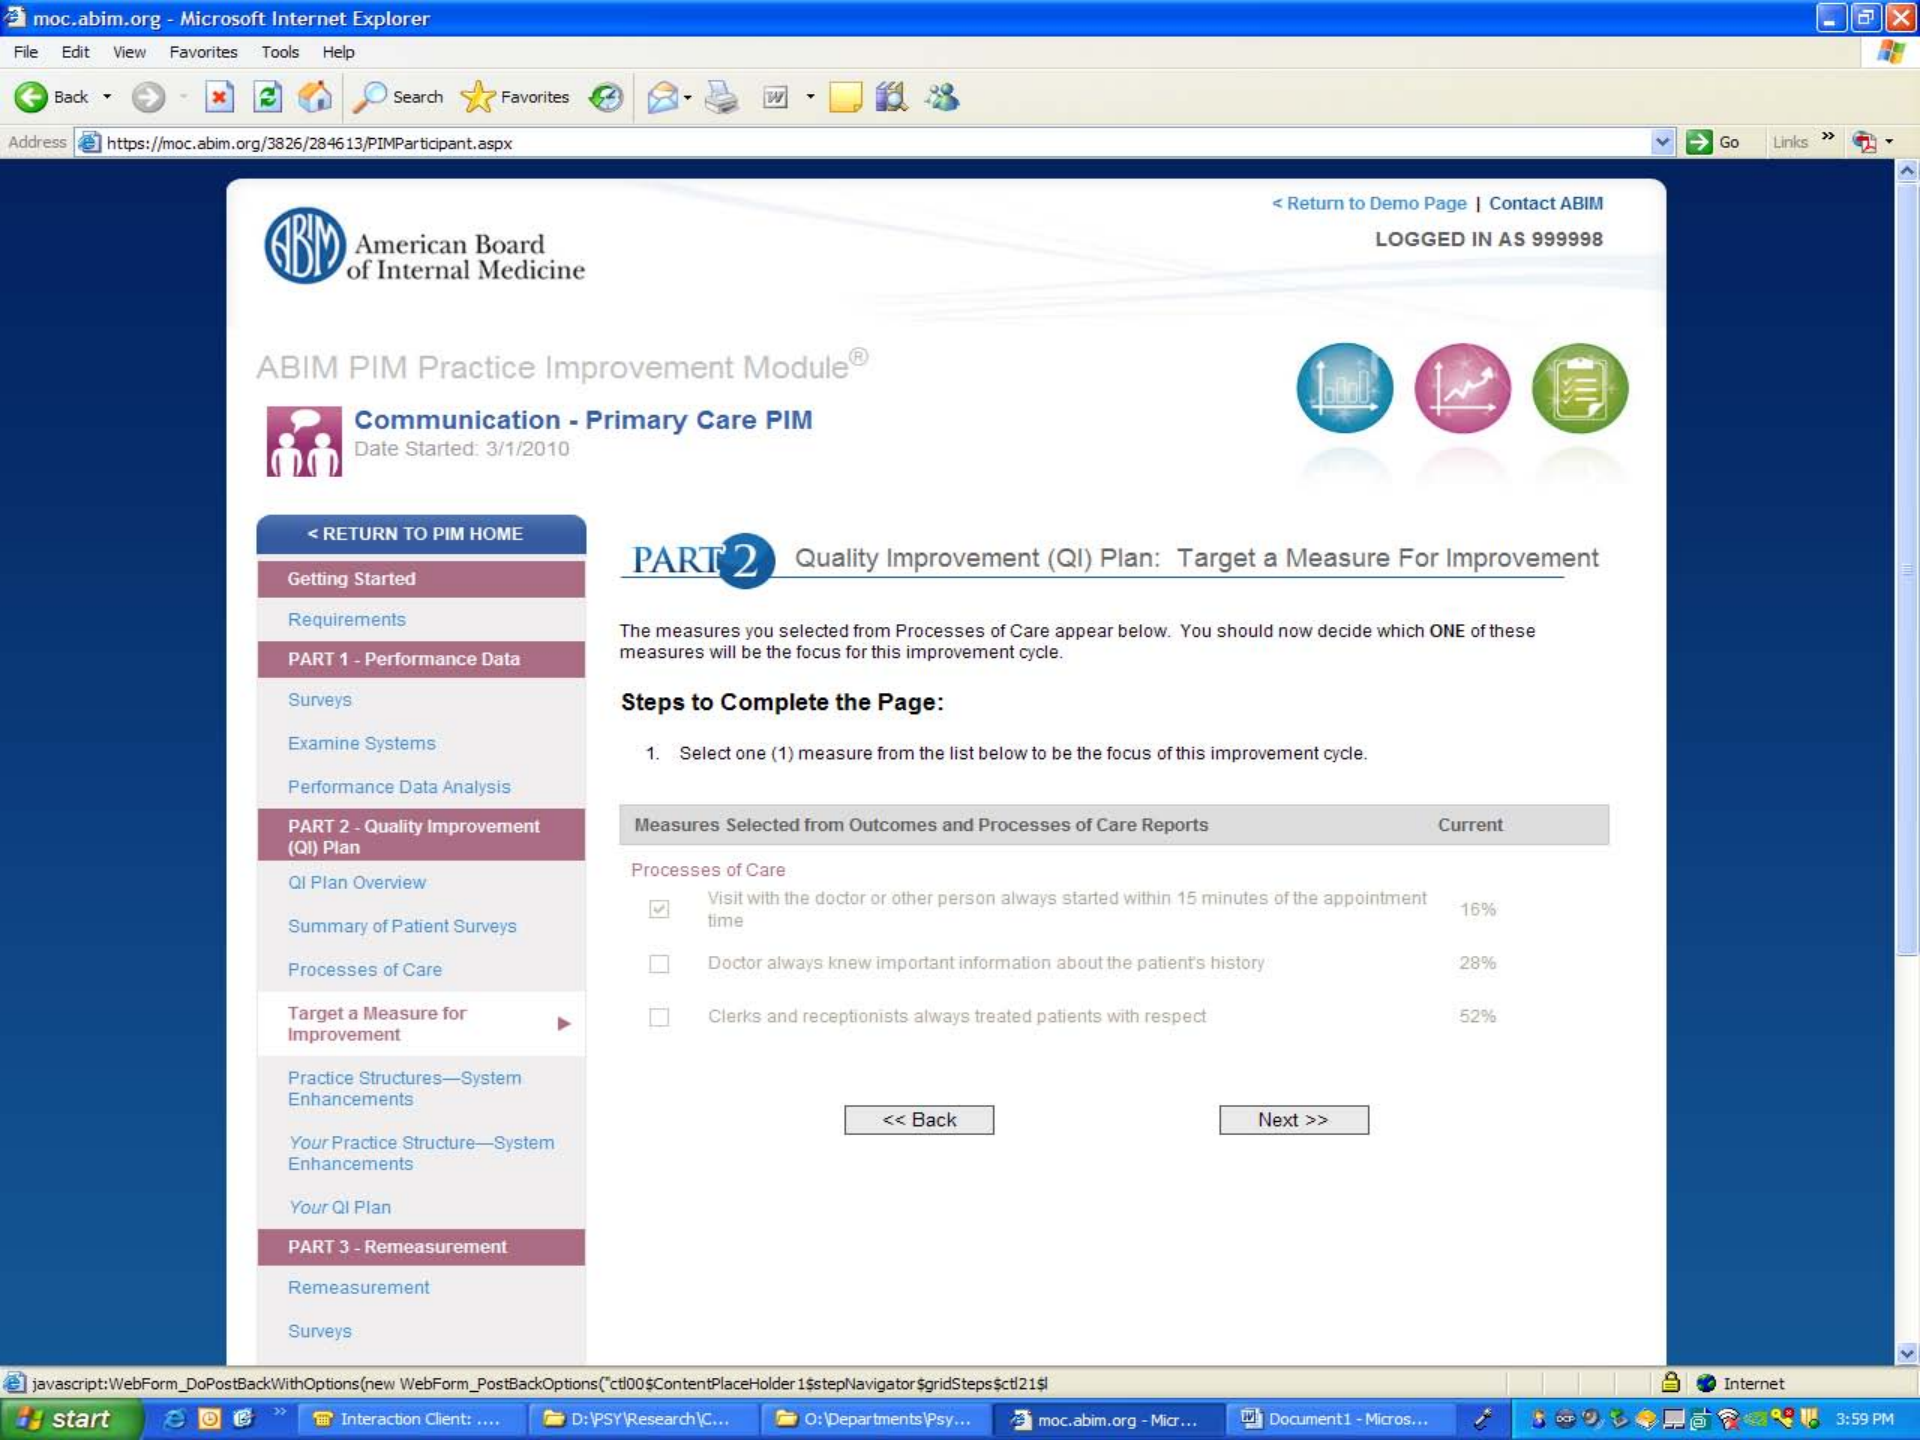 moc.abim.org - Microsoft Internet Explorer
File Edit View Favorites Tools Help
Back Search Favorites
Address https://moc.abim.org/3826/284613/PIMParticipant.aspx Go Links »
< Return to Demo Page | Contact ABIM
LOGGED IN AS 999998
ABIM
American Board
of Internal Medicine
ABIM PIM Practice Improvement Module®
Communication - Primary Care PIM
Date Started: 3/1/2010
< RETURN TO PIM HOME
Getting Started
Requirements
PART 1 - Performance Data
Surveys
Examine Systems
Performance Data Analysis
PART 2 - Quality Improvement
(QI) Plan
QI Plan Overview
Summary of Patient Surveys
Processes of Care
Target a Measure for
Improvement
Practice Structures—System
Enhancements
Your Practice Structure—System
Enhancements
Your QI Plan
PART 3 - Remeasurement
Remeasurement
Surveys
PART 2 Quality Improvement (QI) Plan: Target a Measure For Improvement
The measures you selected from Processes of Care appear below. You should now decide which ONE of these
measures will be the focus for this improvement cycle.
Steps to Complete the Page:
1. Select one (1) measure from the list below to be the focus of this improvement cycle.
Measures Selected from Outcomes and Processes of Care Reports Current
Processes of Care
Visit with the doctor or other person always started within 15 minutes of the appointment
time 16%
Doctor always knew important information about the patient's history 28%
Clerks and receptionists always treated patients with respect 52%
<< Back Next >>
javascript:WebForm_DoPostBackWithOptions(new WebForm_PostBackOptions("ctl00$ContentPlaceHolder1$stepNavigator$gridSteps$ctl21$l Internet
start » Interaction Client: .... D:\PSY\Research\C... O:\Departments\Psy... moc.abim.org - Micr... Document1 - Micros... 3:59 PM